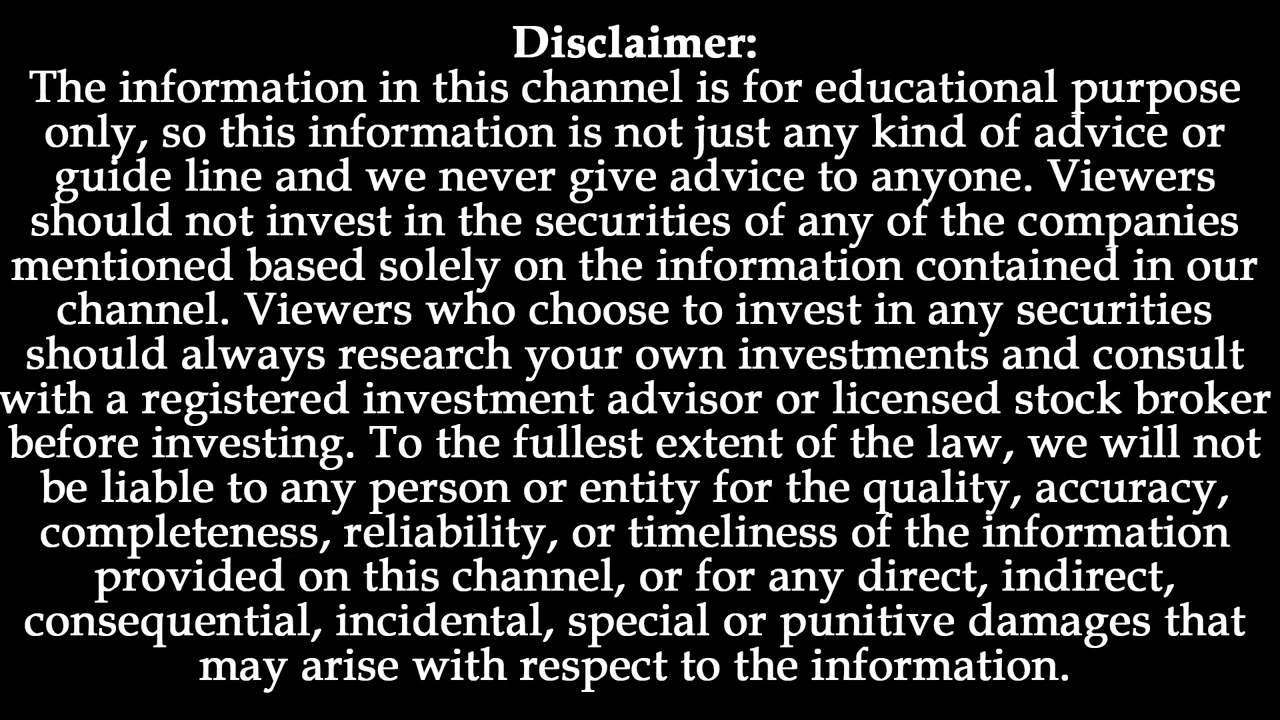 Disclaimer:
The information in this channel is for educational purpose
only, so this information is not just any kind of advice or
guide line and we never give advice to anyone. Viewers
should not invest in the securities of any of the companies
mentioned based solely on the information contained in our
channel. Viewers who choose to invest in any securities
should always research your own investments and consult
with a registered investment advisor or licensed stock broker
before investing. To the fullest extent of the law, we will not
be liable to any person or entity for the quality, accuracy,
completeness, reliability, or timeliness of the information
provided on this channel, or for any direct, indirect,
consequential, incidental, special or punitive damages that
may arise with respect to the information.